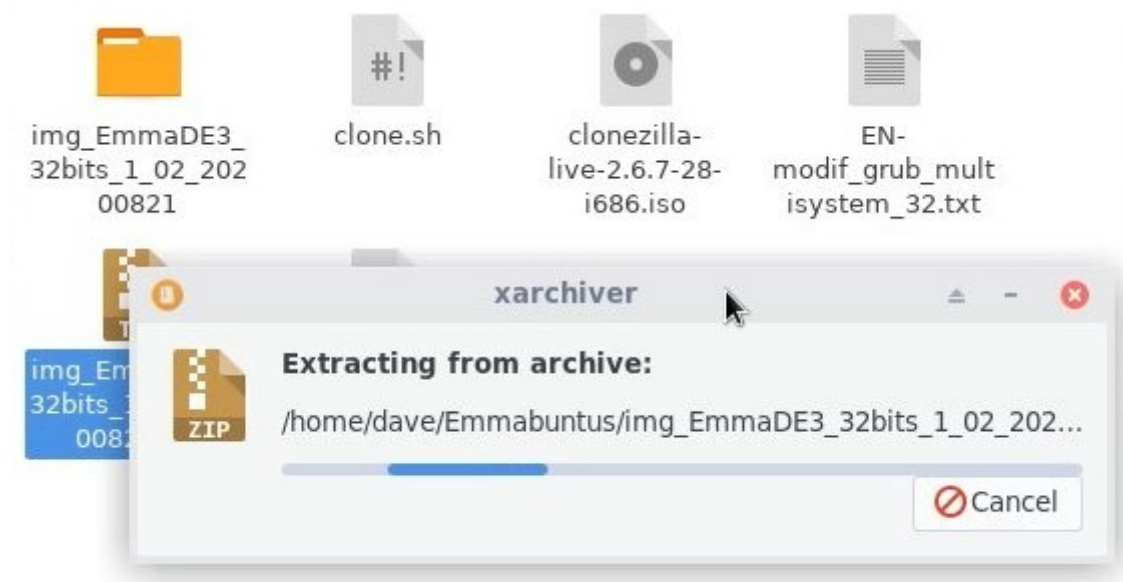 img_EmmaDE3_
32bits_1_02_202
00821
#!
clone.sh
clonezilla-
live-2.6.7-28-
i686.iso
EN-
modif_grub_mult
isystem_32.txt
xarchiver
Extracting from archive:
ZIP
/home/dave/Emmabuntus/img_EmmaDE3_32bits_1_02_202...
Cancel
img_Em
32bits_
008